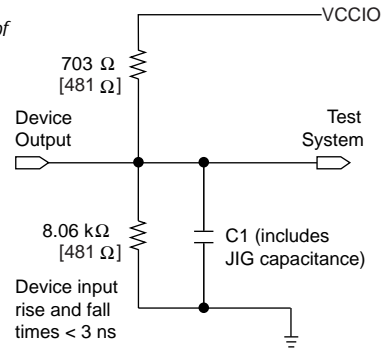 of
VCCIO
703 Ω
[481 Ω]
Device
Output
Test
System
8.06 kΩ
[481 Ω]
C1 (includes
JIG capacitance)
Device input
rise and fall
times < 3 ns